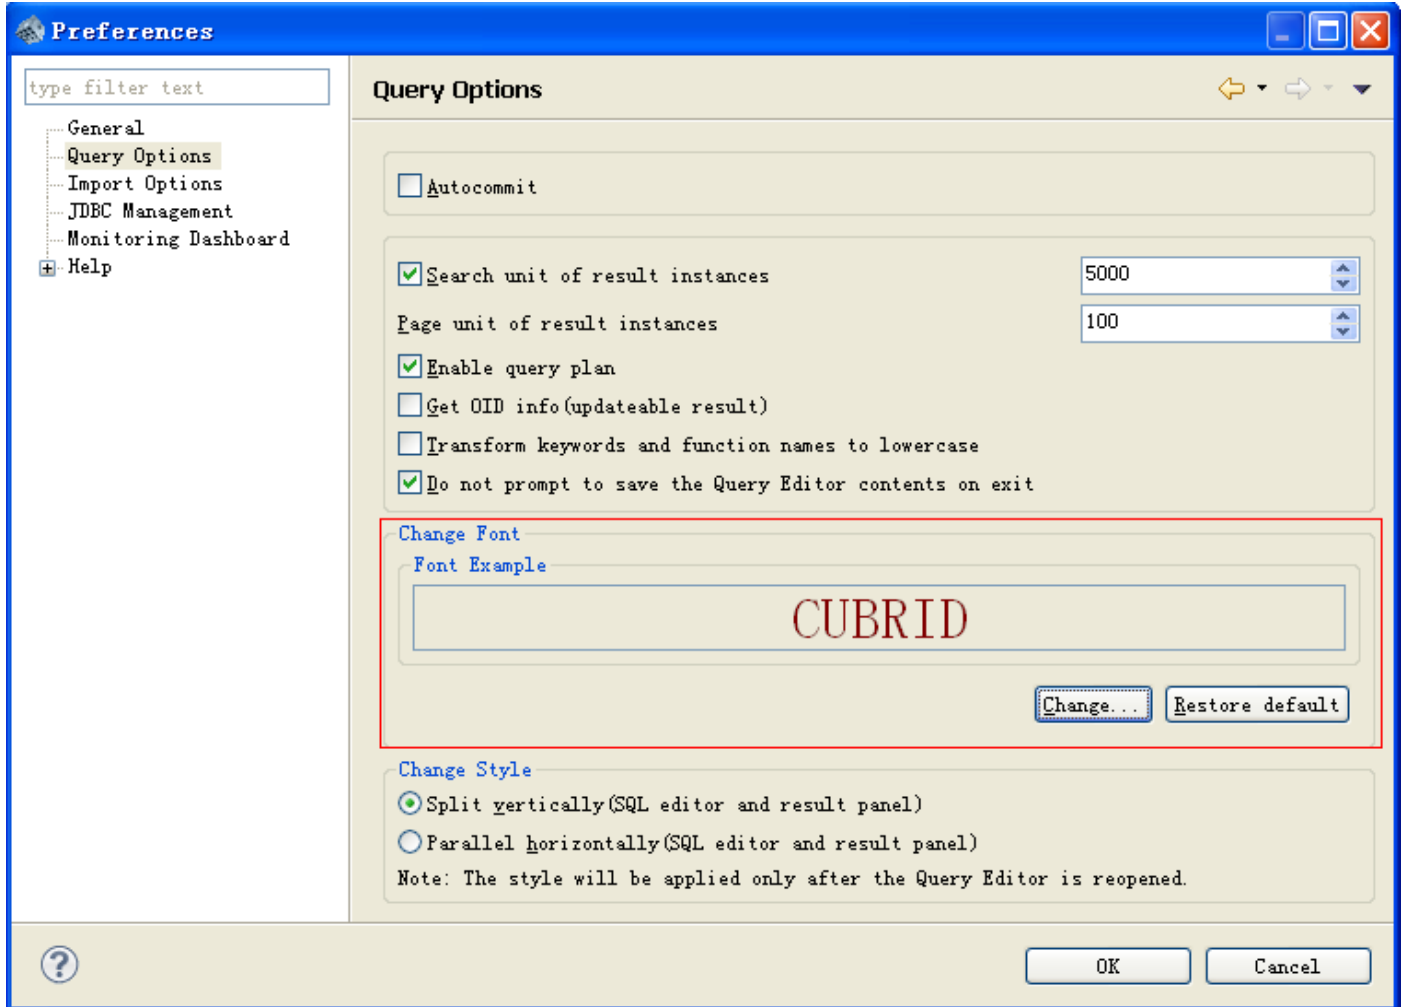 Preferences
type filter text
General
Query Options
Import Options
JDBC Management
Monitoring Dashboard
Help
Query Options
Autocommit
Search unit of result instances 5000
Page unit of result instances 100
Enable query plan
Get OID info(updateable result)
Transform keywords and function names to lowercase
Do not prompt to save the Query Editor contents on exit
Change Font
Font Example
CUBRID
Change... Restore default
Change Style
Split vertically(SQL editor and result panel)
Parallel horizontally(SQL editor and result panel)
Note: The style will be applied only after the Query Editor is reopened.
? OK Cancel